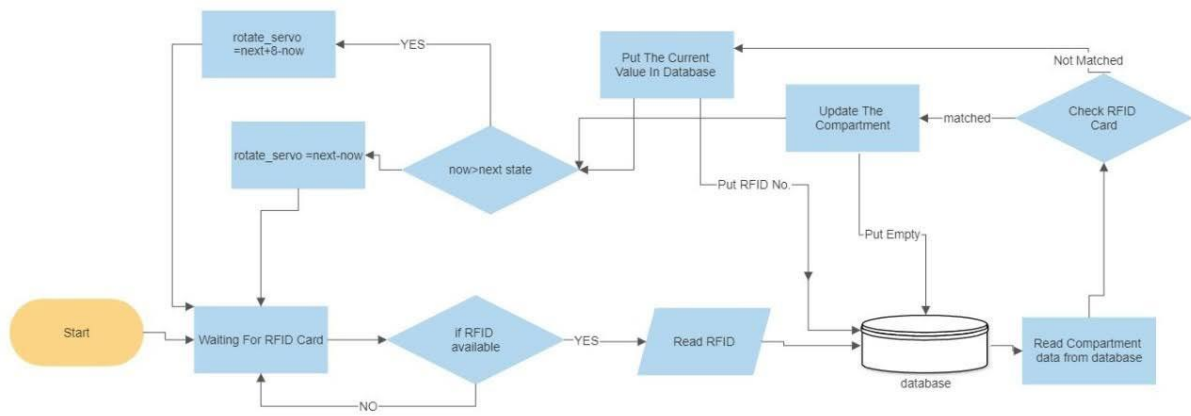 rotate_servo
=next+8-now
YES
Put The Current
Value In Database
Not Matched
Update The
Compartment
matched
Check RFID
Card
rotate_servo =next-now
now>next state
Put RFID No.
Put Empty
Start
Waiting For RFID Card
if RFID
available
YES
Read RFID
database
Read Compartment
data from database
NO